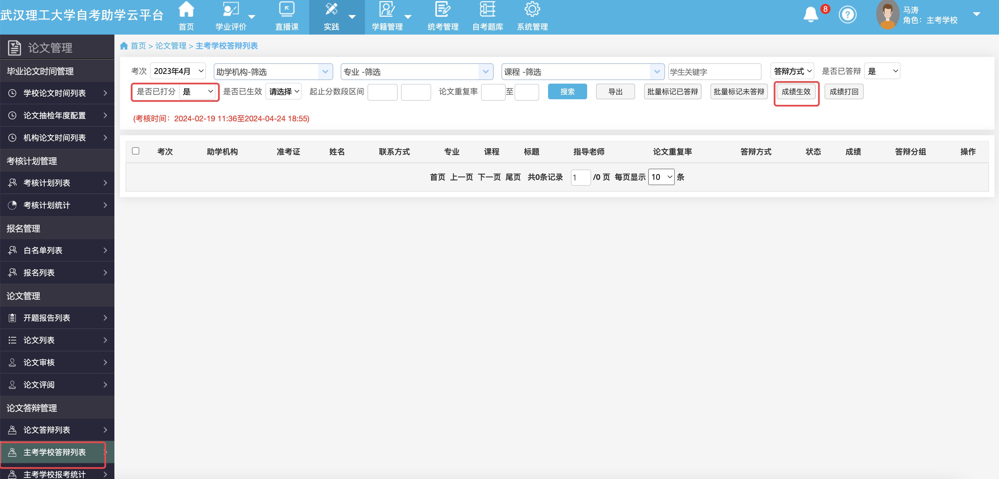 武汉理工大学自考助学云平台
首页 学业评价 直播课 实践 学籍管理 统考管理 自考题库 系统管理
8
?
马涛
角色：主考学校
论文管理
毕业论文时间管理
学校论文时间列表
论文抽检年度配置
机构论文时间列表
考核计划管理
考核计划列表
考核计划统计
报名管理
白名单列表
报名列表
论文管理
开题报告列表
论文列表
论文审核
论文评阅
论文答辩管理
论文答辩列表
主考学校答辩列表
主考学校报考统计
首页 > 论文管理 > 主考学校答辩列表
考次 2023年4月 助学机构-筛选 专业 -筛选 课程 -筛选 学生关键字 答辩方式 是否已答辩 是
是否已打分 是 是否已生效 请选择 起止分数段区间 论文重复率 至 搜索 导出 批量标记已答辩 批量标记未答辩 成绩生效 成绩打回
(考核时间：2024-02-19 11:36至2024-04-24 18:55)
考次 助学机构 准考证 姓名 联系方式 专业 课程 标题 指导老师 论文重复率 答辩方式 状态 成绩 答辩分组 操作
首页 上一页 下一页 尾页 共0条记录 1 /0 页 每页显示 10 条